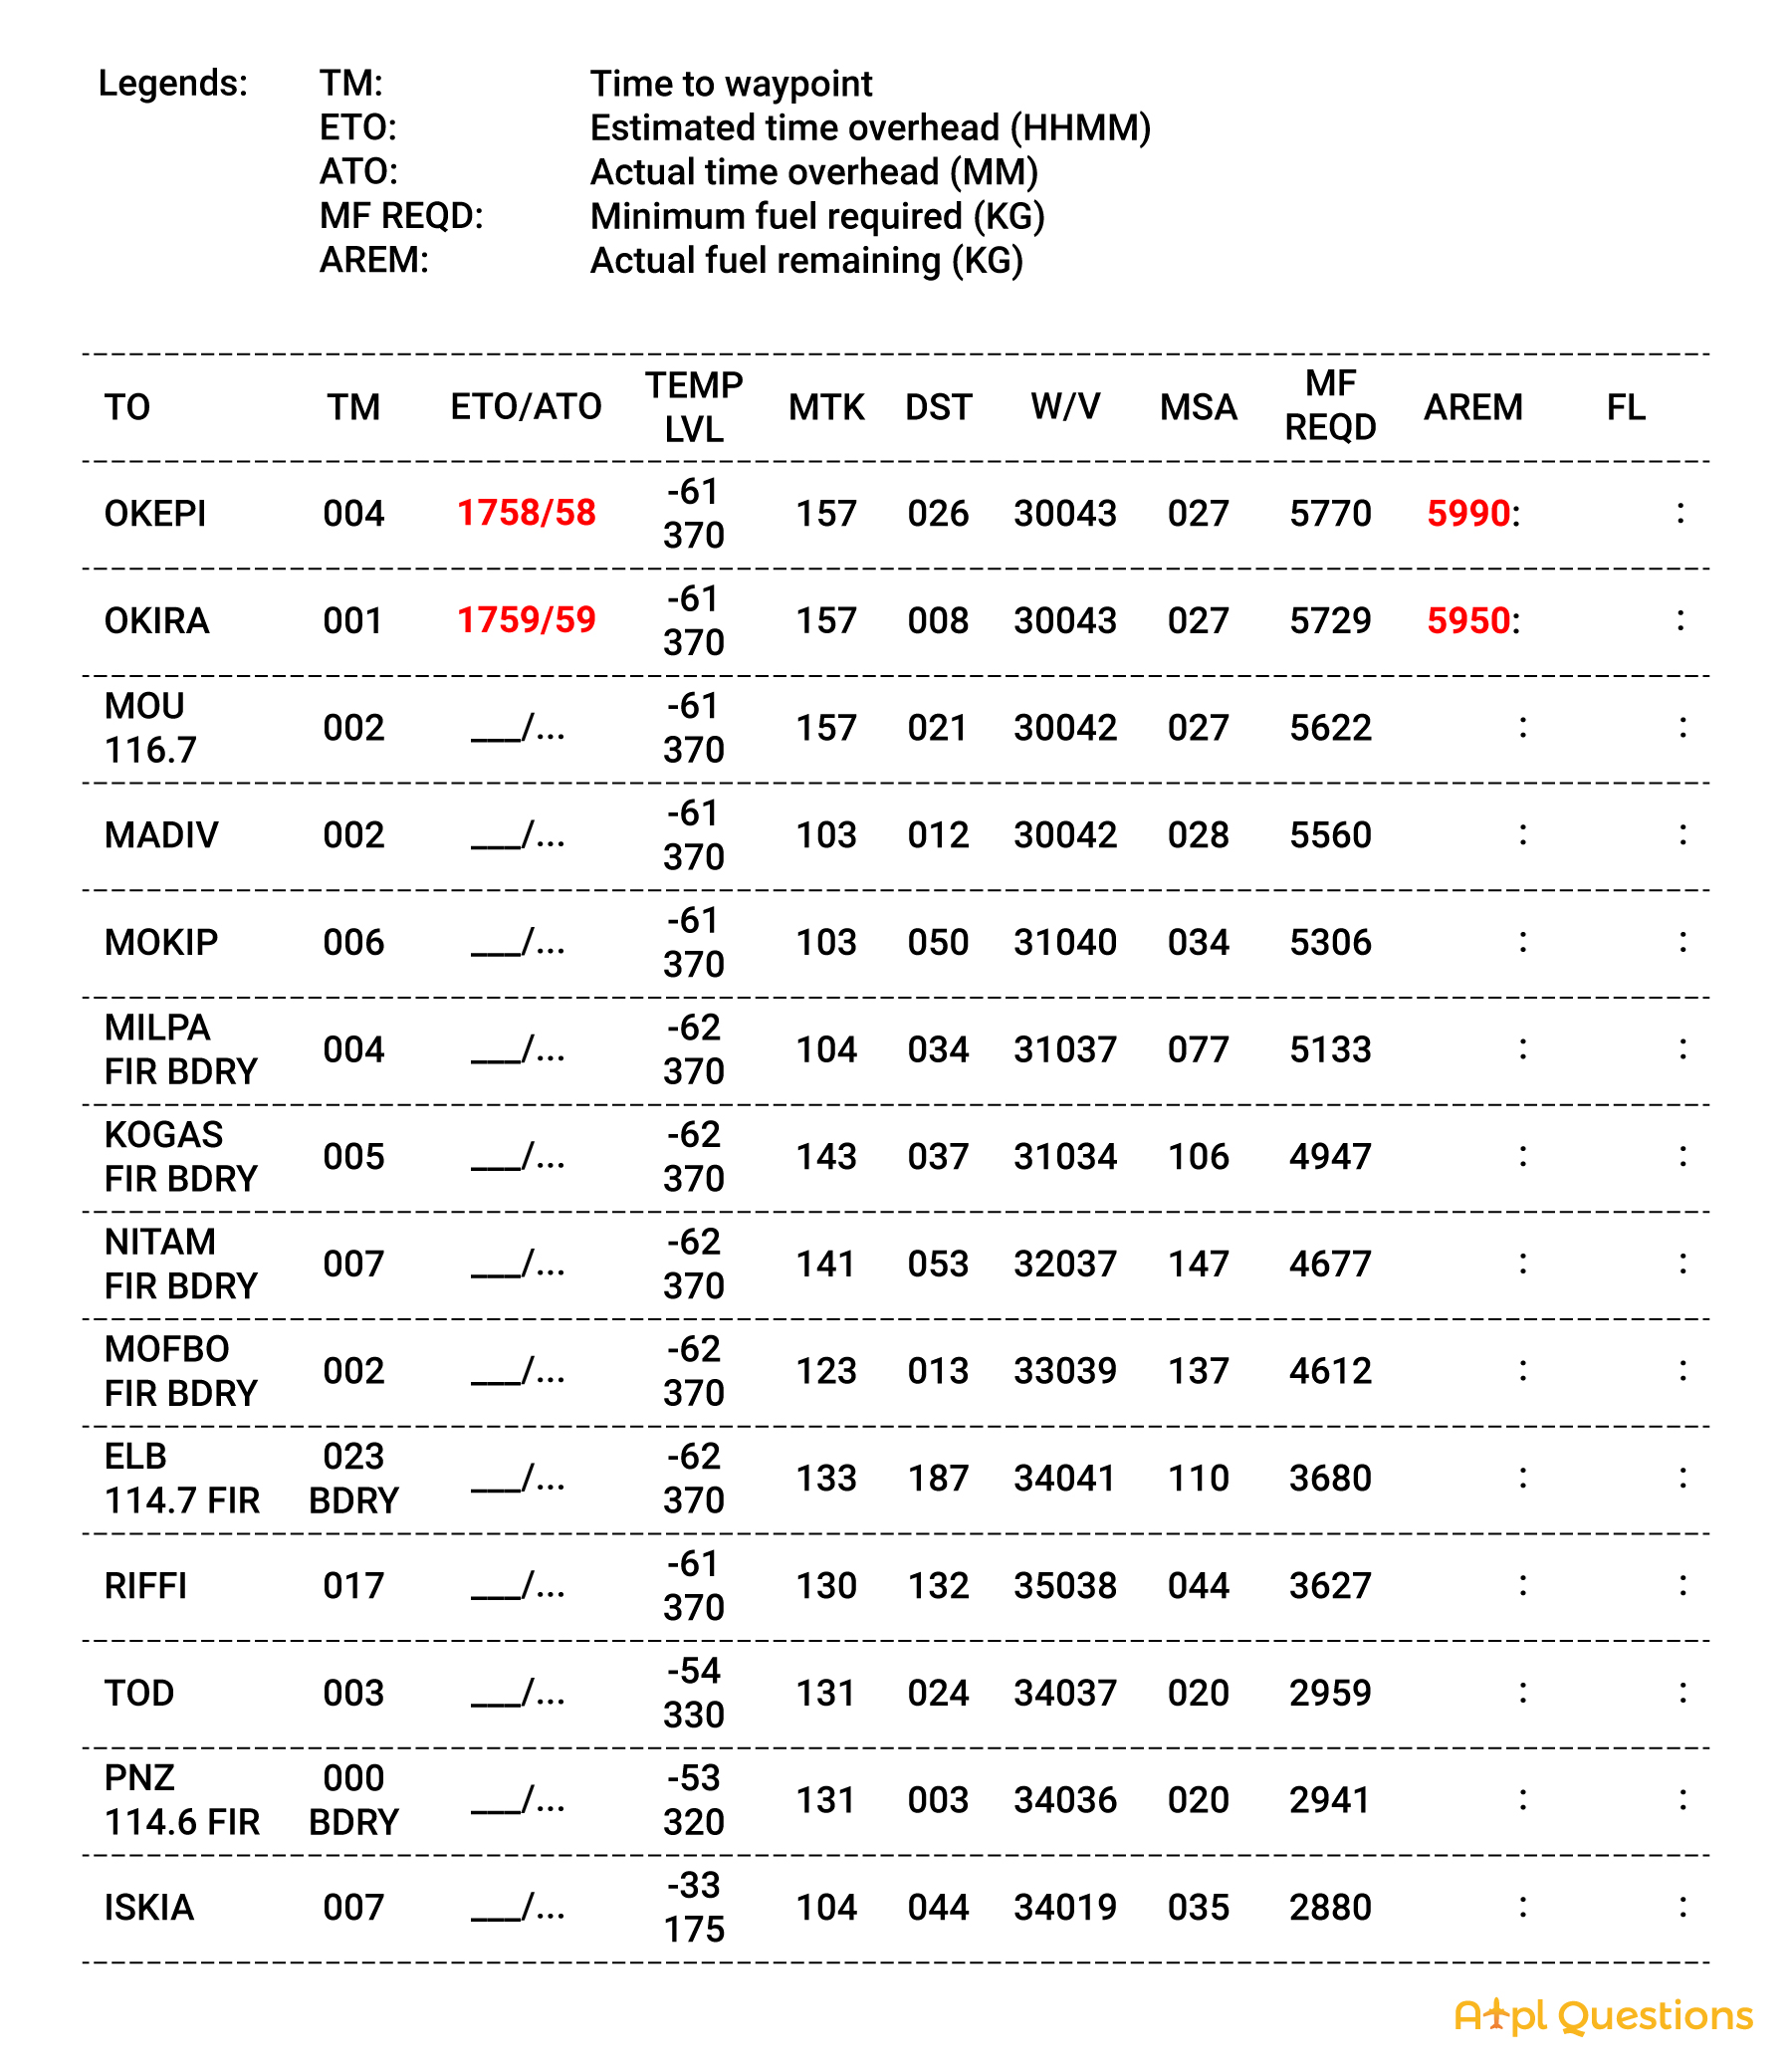 Legends: TM: Time to waypoint
ETO: Estimated time overhead (HHMM)
ATO: Actual time overhead (MM)
MF REQD: Minimum fuel required (KG)
AREM: Actual fuel remaining (KG)
TO TM ETO/ATO TEMP LVL MTK DST W/V MSA MF REQD AREM FL
OKEPI 004 1758/58 -61 370 157 026 30043 027 5770 5990: :
OKIRA 001 1759/59 -61 370 157 008 30043 027 5729 5950: :
MOU 116.7 002 ___/... -61 370 157 021 30042 027 5622 : :
MADIV 002 ___/... -61 370 103 012 30042 028 5560 : :
MOKIP 006 ___/... -61 370 103 050 31040 034 5306 : :
MILPA FIR BDRY 004 ___/... -62 370 104 034 31037 077 5133 : :
KOGAS FIR BDRY 005 ___/... -62 370 143 037 31034 106 4947 : :
NITAM FIR BDRY 007 ___/... -62 370 141 053 32037 147 4677 : :
MOFBO FIR BDRY 002 ___/... -62 370 123 013 33039 137 4612 : :
ELB 114.7 FIR 023 BDRY ___/... -62 370 133 187 34041 110 3680 : :
RIFFI 017 ___/... -61 370 130 132 35038 044 3627 : :
TOD 003 ___/... -54 330 131 024 34037 020 2959 : :
PNZ 114.6 FIR 000 BDRY ___/... -53 320 131 003 34036 020 2941 : :
ISKIA 007 ___/... -33 175 104 044 34019 035 2880 : :
Atpl Questions